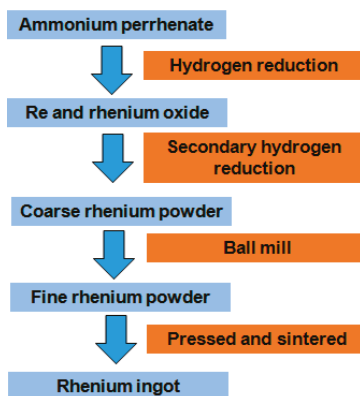 Ammonium perrhenate
Hydrogen reduction
Re and rhenium oxide
Secondary hydrogen
reduction
Coarse rhenium powder
Ball mill
Fine rhenium powder
Pressed and sintered
Rhenium ingot